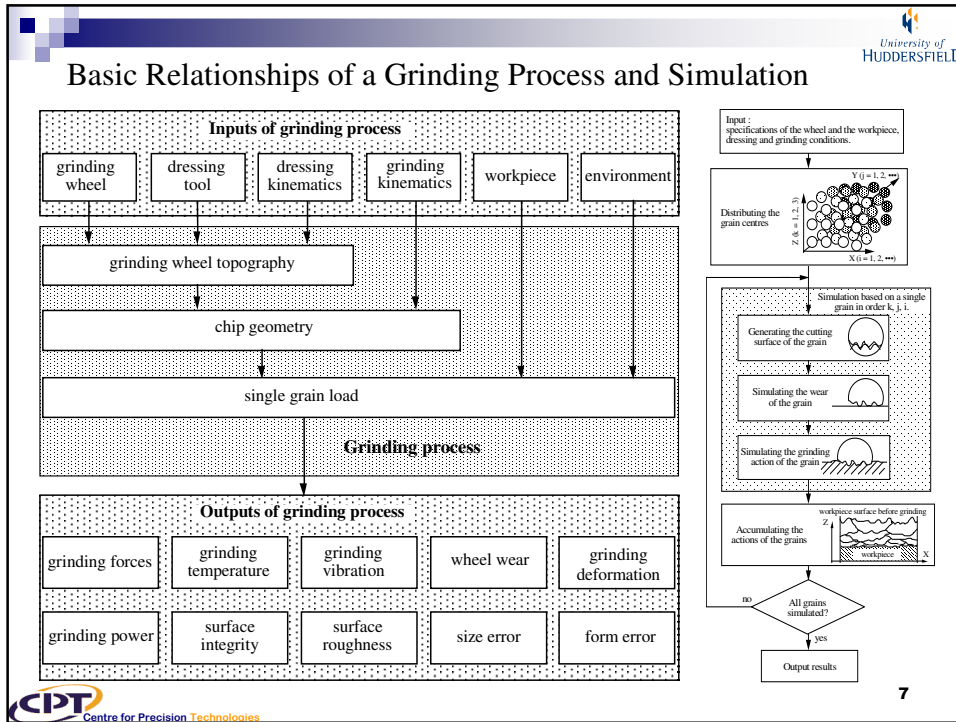 University of
HUDDERSFIELD
Basic Relationships of a Grinding Process and Simulation
Inputs of grinding process
grinding
wheel
dressing
tool
dressing
kinematics
grinding
kinematics
workpiece
environment
grinding wheel topography
chip geometry
single grain load
Grinding process
Outputs of grinding process
grinding forces
grinding
temperature
grinding
vibration
wheel wear
grinding
deformation
grinding power
surface
integrity
surface
roughness
size error
form error
Input :
specifications of the wheel and the workpiece,
dressing and grinding conditions.
Distributing the
grain centres
Y (j = 1, 2, •••)
Z (k = 1, 2, 3)
X (i = 1, 2, •••)
Simulation based on a single
grain in order k, j, i.
Generating the cutting
surface of the grain
Simulating the wear
of the grain
Simulating the grinding
action of the grain
Accumulating the
actions of the grains
workpiece surface before grinding
Z
workpiece
X
no
All grains
simulated?
yes
Output results
CPT
Centre for Precision Technologies
7